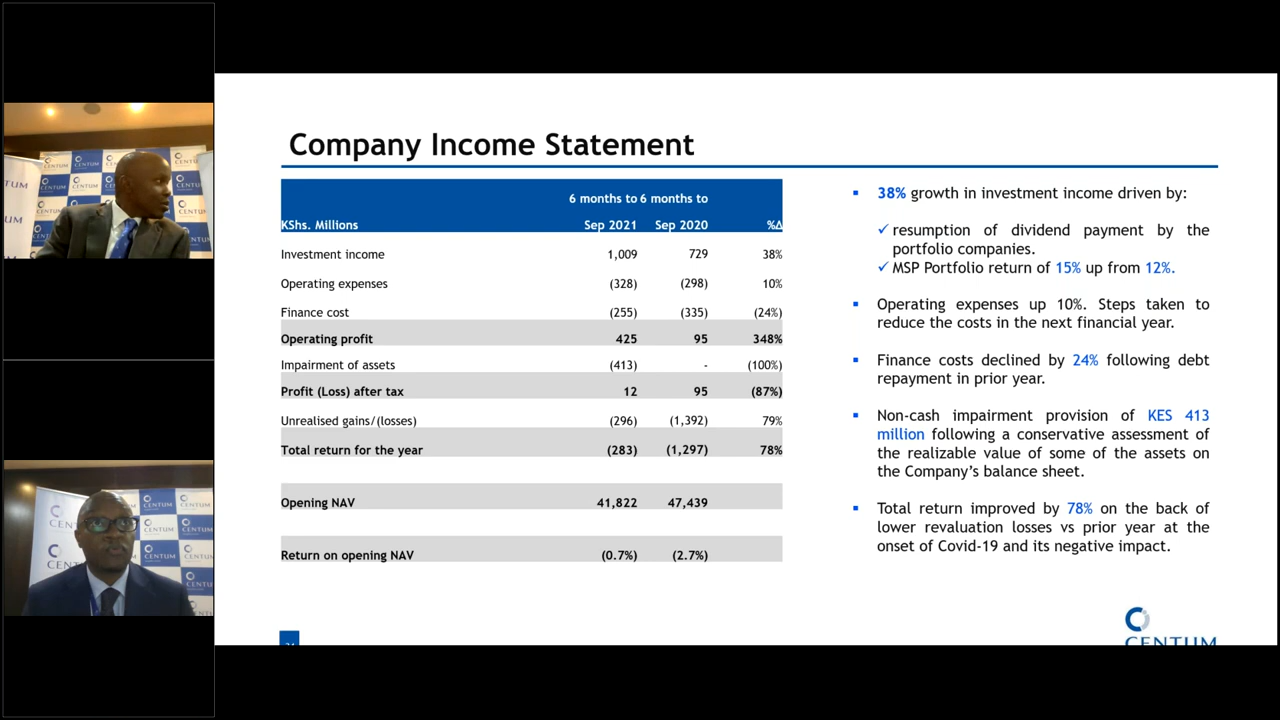 Company Income Statement
6 months to 6 months to
KShs. Millions Sep 2021 Sep 2020 %Δ
Investment income 1,009 729 38%
Operating expenses (328) (298) 10%
Finance cost (255) (335) (24%)
Operating profit 425 95 348%
Impairment of assets (413) - (100%)
Profit (Loss) after tax 12 95 (87%)
Unrealised gains/(losses) (296) (1,392) 79%
Total return for the year (283) (1,297) 78%
Opening NAV 41,822 47,439
Return on opening NAV (0.7%) (2.7%)
▪ 38% growth in investment income driven by:
✓ resumption of dividend payment by the
portfolio companies.
✓ MSP Portfolio return of 15% up from 12%.
▪ Operating expenses up 10%. Steps taken to
reduce the costs in the next financial year.
▪ Finance costs declined by 24% following debt
repayment in prior year.
▪ Non-cash impairment provision of KES 413
million following a conservative assessment of
the realizable value of some of the assets on
the Company's balance sheet.
▪ Total return improved by 78% on the back of
lower revaluation losses vs prior year at the
onset of Covid-19 and its negative impact.
CENTUM